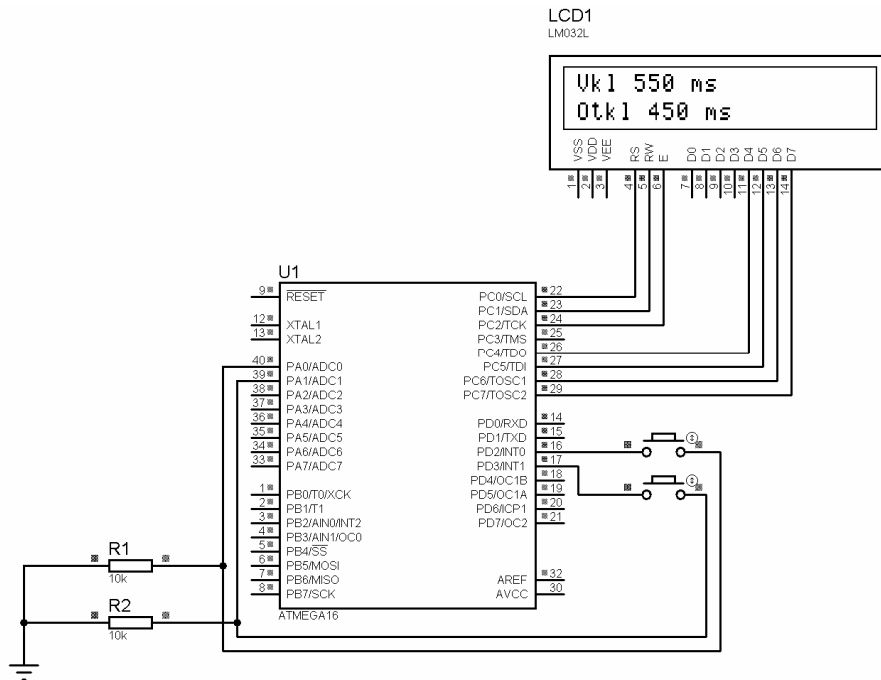 LCD1
LM032L
Vkl 550 ms
Otkl 450 ms
VSS VDD VEE RS RW E D0 D1 D2 D3 D4 D5 D6 D7
1 2 3 4 5 6 7 8 9 10 11 12 13 14
U1
9 RESET PC0/SCL 22
PC1/SDA 23
12 XTAL1 PC2/TCK 24
13 XTAL2 PC3/TMS 25
PC4/TDO 26
40 PA0/ADC0 PC5/TDI 27
39 PA1/ADC1 PC6/TOSC1 28
38 PA2/ADC2 PC7/TOSC2 29
37 PA3/ADC3
36 PA4/ADC4 PD0/RXD 14
35 PA5/ADC5 PD1/TXD 15
34 PA6/ADC6 PD2/INT0 16
33 PA7/ADC7 PD3/INT1 17
PD4/OC1B 18
1 PB0/T0/XCK PD5/OC1A 19
2 PB1/T1 PD6/ICP1 20
3 PB2/AIN0/INT2 PD7/OC2 21
4 PB3/AIN1/OC0
5 PB4/SS
6 PB5/MOSI
7 PB6/MISO AREF 32
8 PB7/SCK AVCC 30
ATMEGA16
R1
10k
R2
10k